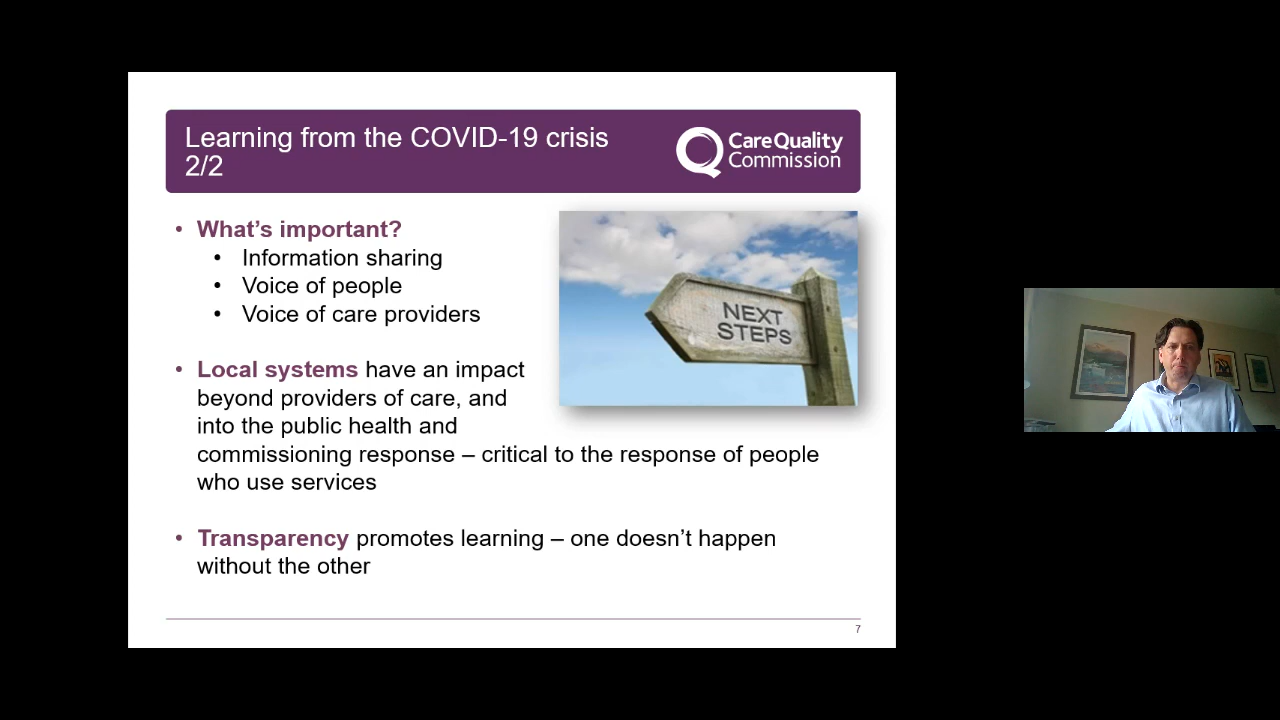 Learning from the COVID-19 crisis
2/2
CareQuality
Commission
• What's important?
• Information sharing
• Voice of people
• Voice of care providers
NEXT
STEPS
• Local systems have an impact
beyond providers of care, and
into the public health and
commissioning response – critical to the response of people
who use services
• Transparency promotes learning – one doesn't happen
without the other
7